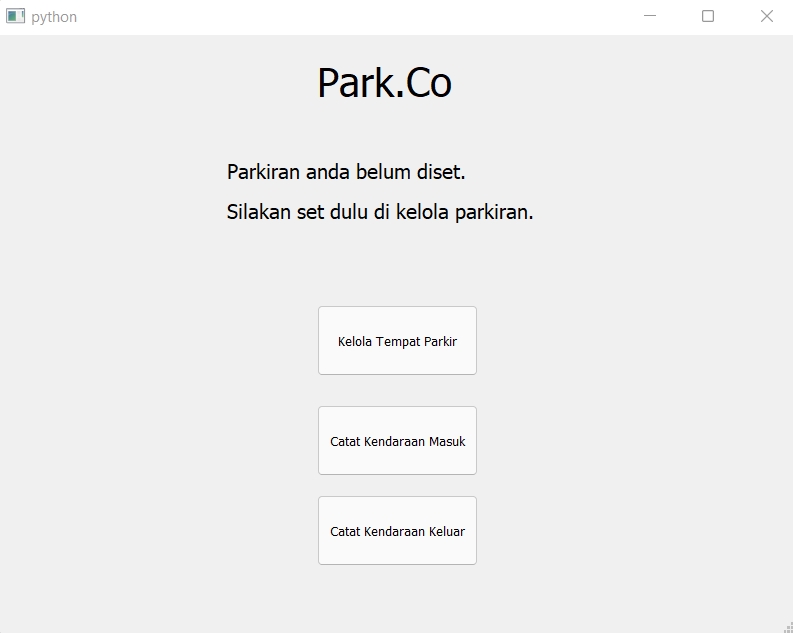 python
Park.Co
Parkiran anda belum diset.
Silakan set dulu di kelola parkiran.
Kelola Tempat Parkir
Catat Kendaraan Masuk
Catat Kendaraan Keluar